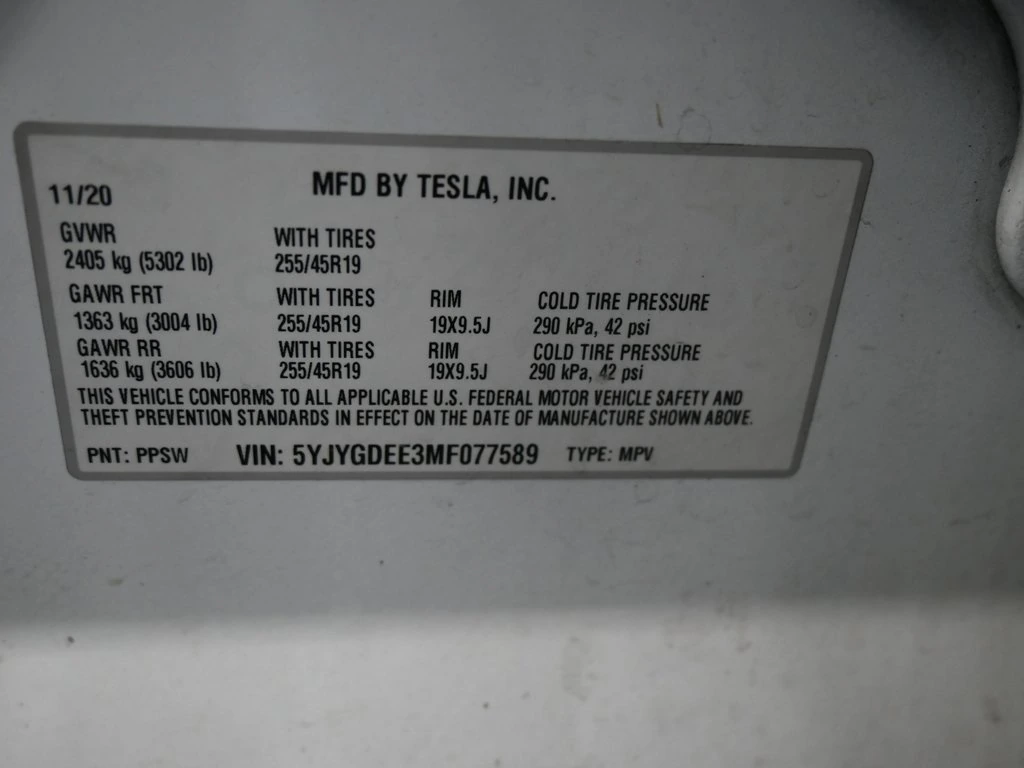 11/20 MFD BY TESLA, INC.
GVWR WITH TIRES
2405 kg (5302 lb) 255/45R19
GAWR FRT WITH TIRES RIM COLD TIRE PRESSURE
1363 kg (3004 lb) 255/45R19 19X9.5J 290 kPa, 42 psi
GAWR RR WITH TIRES RIM COLD TIRE PRESSURE
1636 kg (3606 lb) 255/45R19 19X9.5J 290 kPa, 42 psi
THIS VEHICLE CONFORMS TO ALL APPLICABLE U.S. FEDERAL MOTOR VEHICLE SAFETY AND
THEFT PREVENTION STANDARDS IN EFFECT ON THE DATE OF MANUFACTURE SHOWN ABOVE.
PNT: PPSW VIN: 5YJYGDEE3MF077589 TYPE: MPV